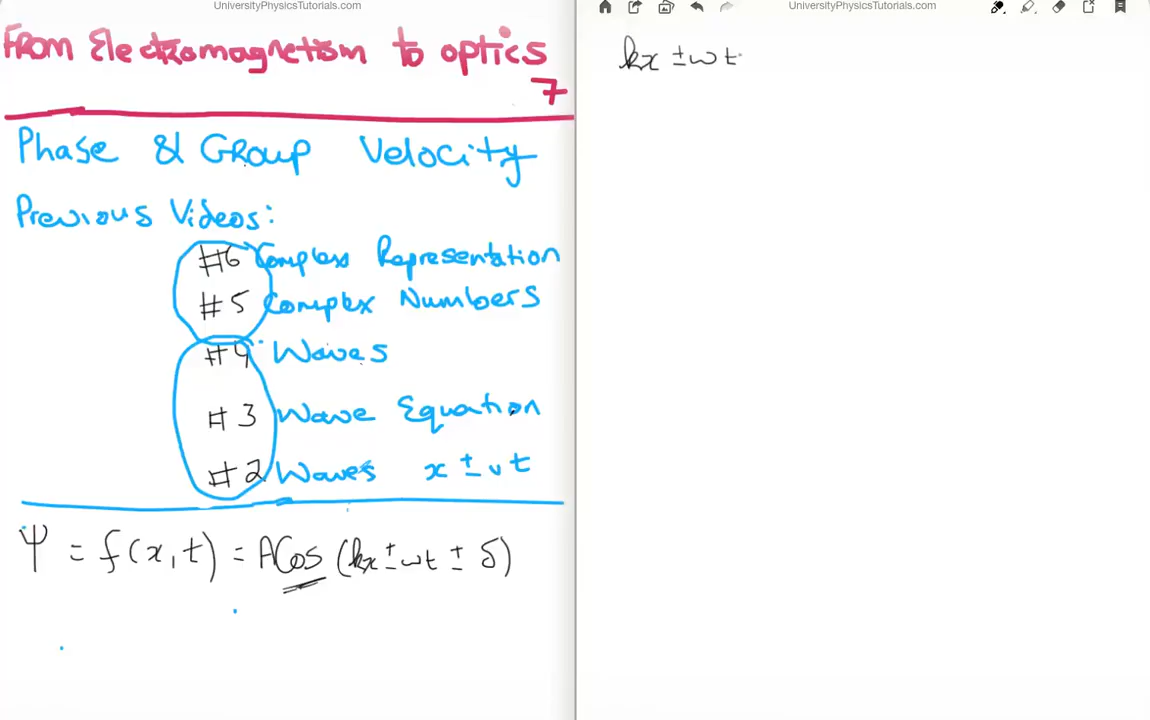 UniversityPhysicsTutorials.com
From Electromagnetism to optics
7
Phase & Group Velocity
Previous Videos:
#6 Complex Representation
#5 Complex Numbers
#4 Waves
#3 Wave Equation
#2 Waves x ± vt
Ψ = f(x,t) = A Cos (kx ± ωt ± δ)
UniversityPhysicsTutorials.com
kx ± ωt